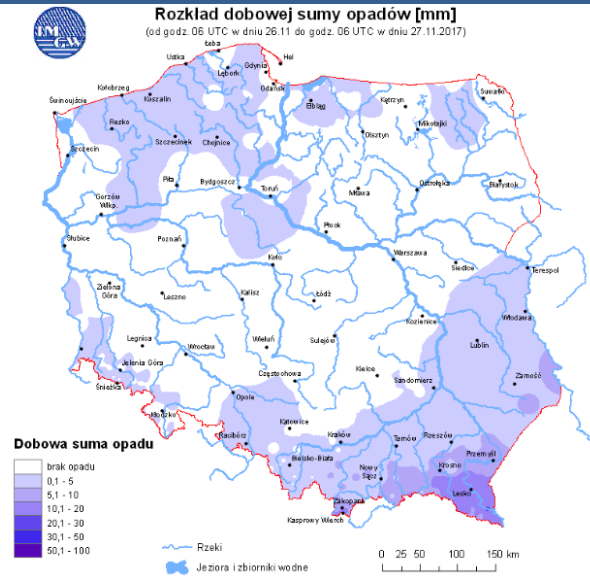 IM
GW
Rozkład dobowej sumy opadów [mm]
(od godz. 06 UTC w dniu 26.11 do godz. 06 UTC w dniu 27.11.2017)
Łeba
Hel
Ustka
Gdynia
Lębork
Gdańsk
Suwałki
Kołobrzeg
Koszalin
Elbląg
Kętrzyn
Świnoujście
Resko
Mikołajki
Olsztyn
Szczecinek
Chojnice
Szczecin
Piła
Bydgoszcz
Toruń
Mława
Ostrołęka
Białystok
Gorzów
Wlkp.
Płock
Słubice
Poznań
Warszawa
Koło
Siedlce
Terespol
Zielona
Góra
Leszno
Kalisz
Łódź
Kozienice
Włodawa
Legnica
Wrocław
Wieluń
Sulejów
Lublin
Jelenia Góra
Kielce
Zamość
Śnieżka
Częstochowa
Sandomierz
Opole
Kłodzko
Katowice
Racibórz
Kraków
Tarnów
Rzeszów
Przemyśl
Bielsko-Biała
Nowy
Sącz
Krosno
Lesko
Zakopane
Kasprowy Wierch
Dobowa suma opadu
brak opadu
0,1 - 5
5,1 - 10
10,1 - 20
20,1 - 30
30,1 - 50
50,1 - 100
Rzeki
Jeziora i zbiorniki wodne
0 25 50 100 150 km